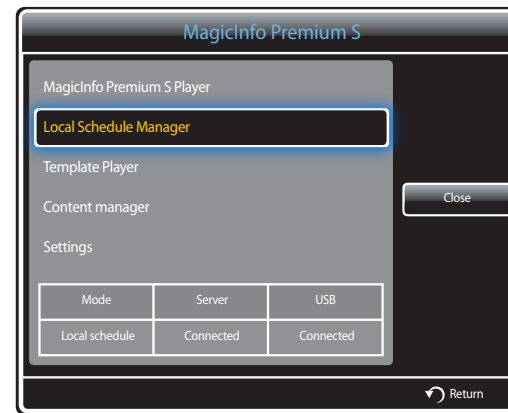 MagicInfo Premium S
MagicInfo Premium S Player
Local Schedule Manager
Template Player
Content manager
Settings
Close
Mode Server USB
Local schedule Connected Connected
Return